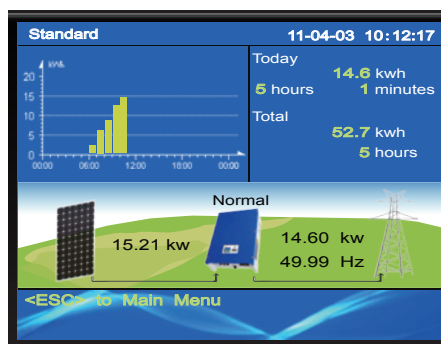 Standard 11-04-03 10:12:17
Today
14.6 kwh
5 hours 1 minutes
Total
52.7 kwh
5 hours
20
15
10
5
0
00:00 06:00 12:00 18:00 00:00
Normal
15.21 kw
14.60 kw
49.99 Hz
<ESC> to Main Menu